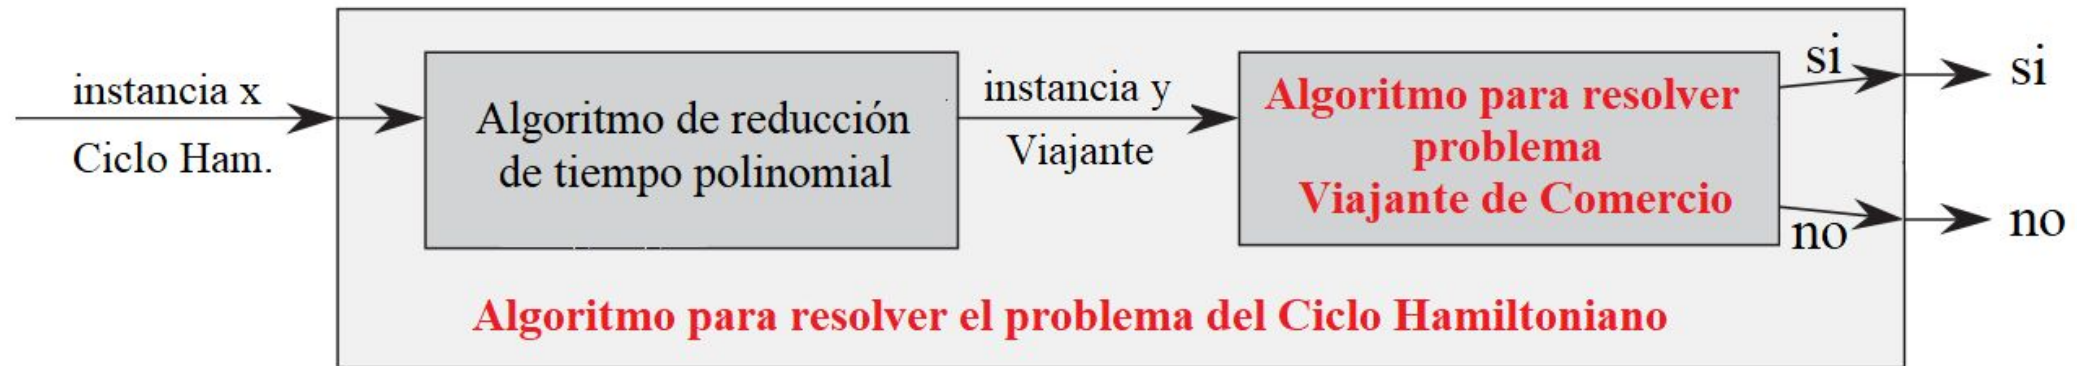 instancia x
Ciclo Ham.
Algoritmo de reducción
de tiempo polinomial
instancia y
Viajante
Algoritmo para resolver
problema
Viajante de Comercio
si
no
si
no
Algoritmo para resolver el problema del Ciclo Hamiltoniano